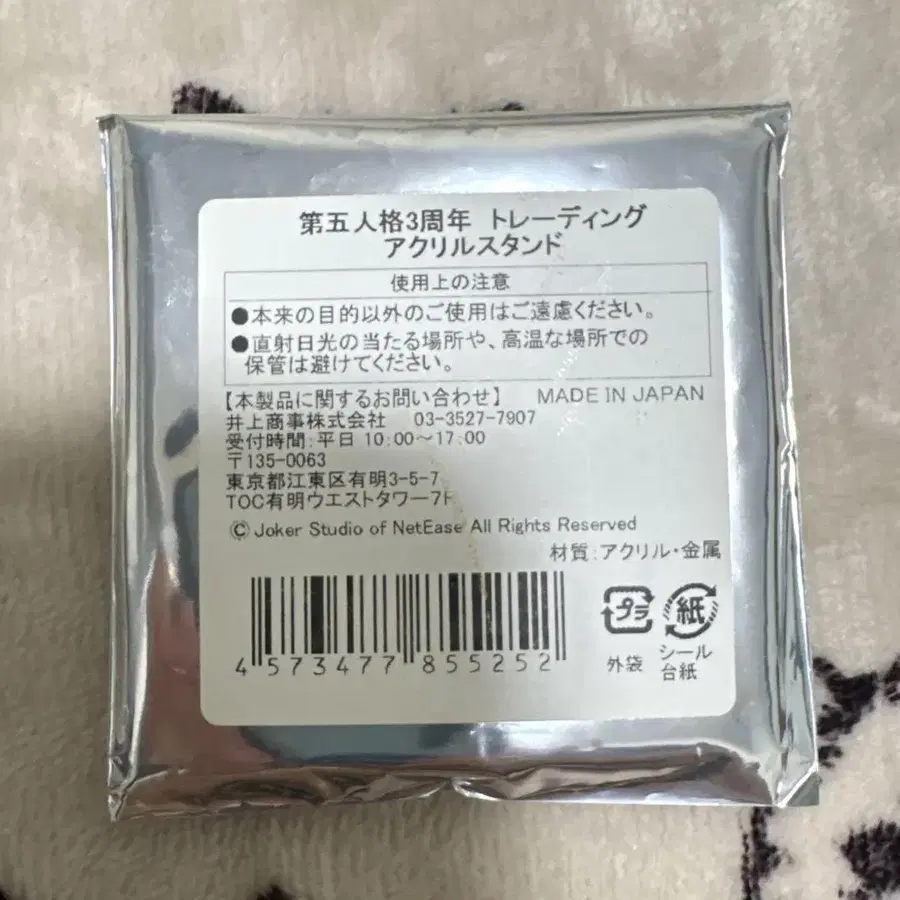 第五人格3周年 トレーディング
アクリルスタンド
使用上の注意
●本来の目的以外のご使用はご遠慮ください。
●直射日光の当たる場所や、高温な場所での
保管は避けてください。
【本製品に関するお問い合わせ】 MADE IN JAPAN
井上商事株式会社 03-3527-7907
受付時間:平日 10:00～17:00
〒135-0063
東京都江東区有明3-5-7
TOC有明ウエストタワー7F
© Joker Studio of NetEase All Rights Reserved
材質:アクリル・金属
4 573477 855252
プラ 紙
外袋 シール
台紙